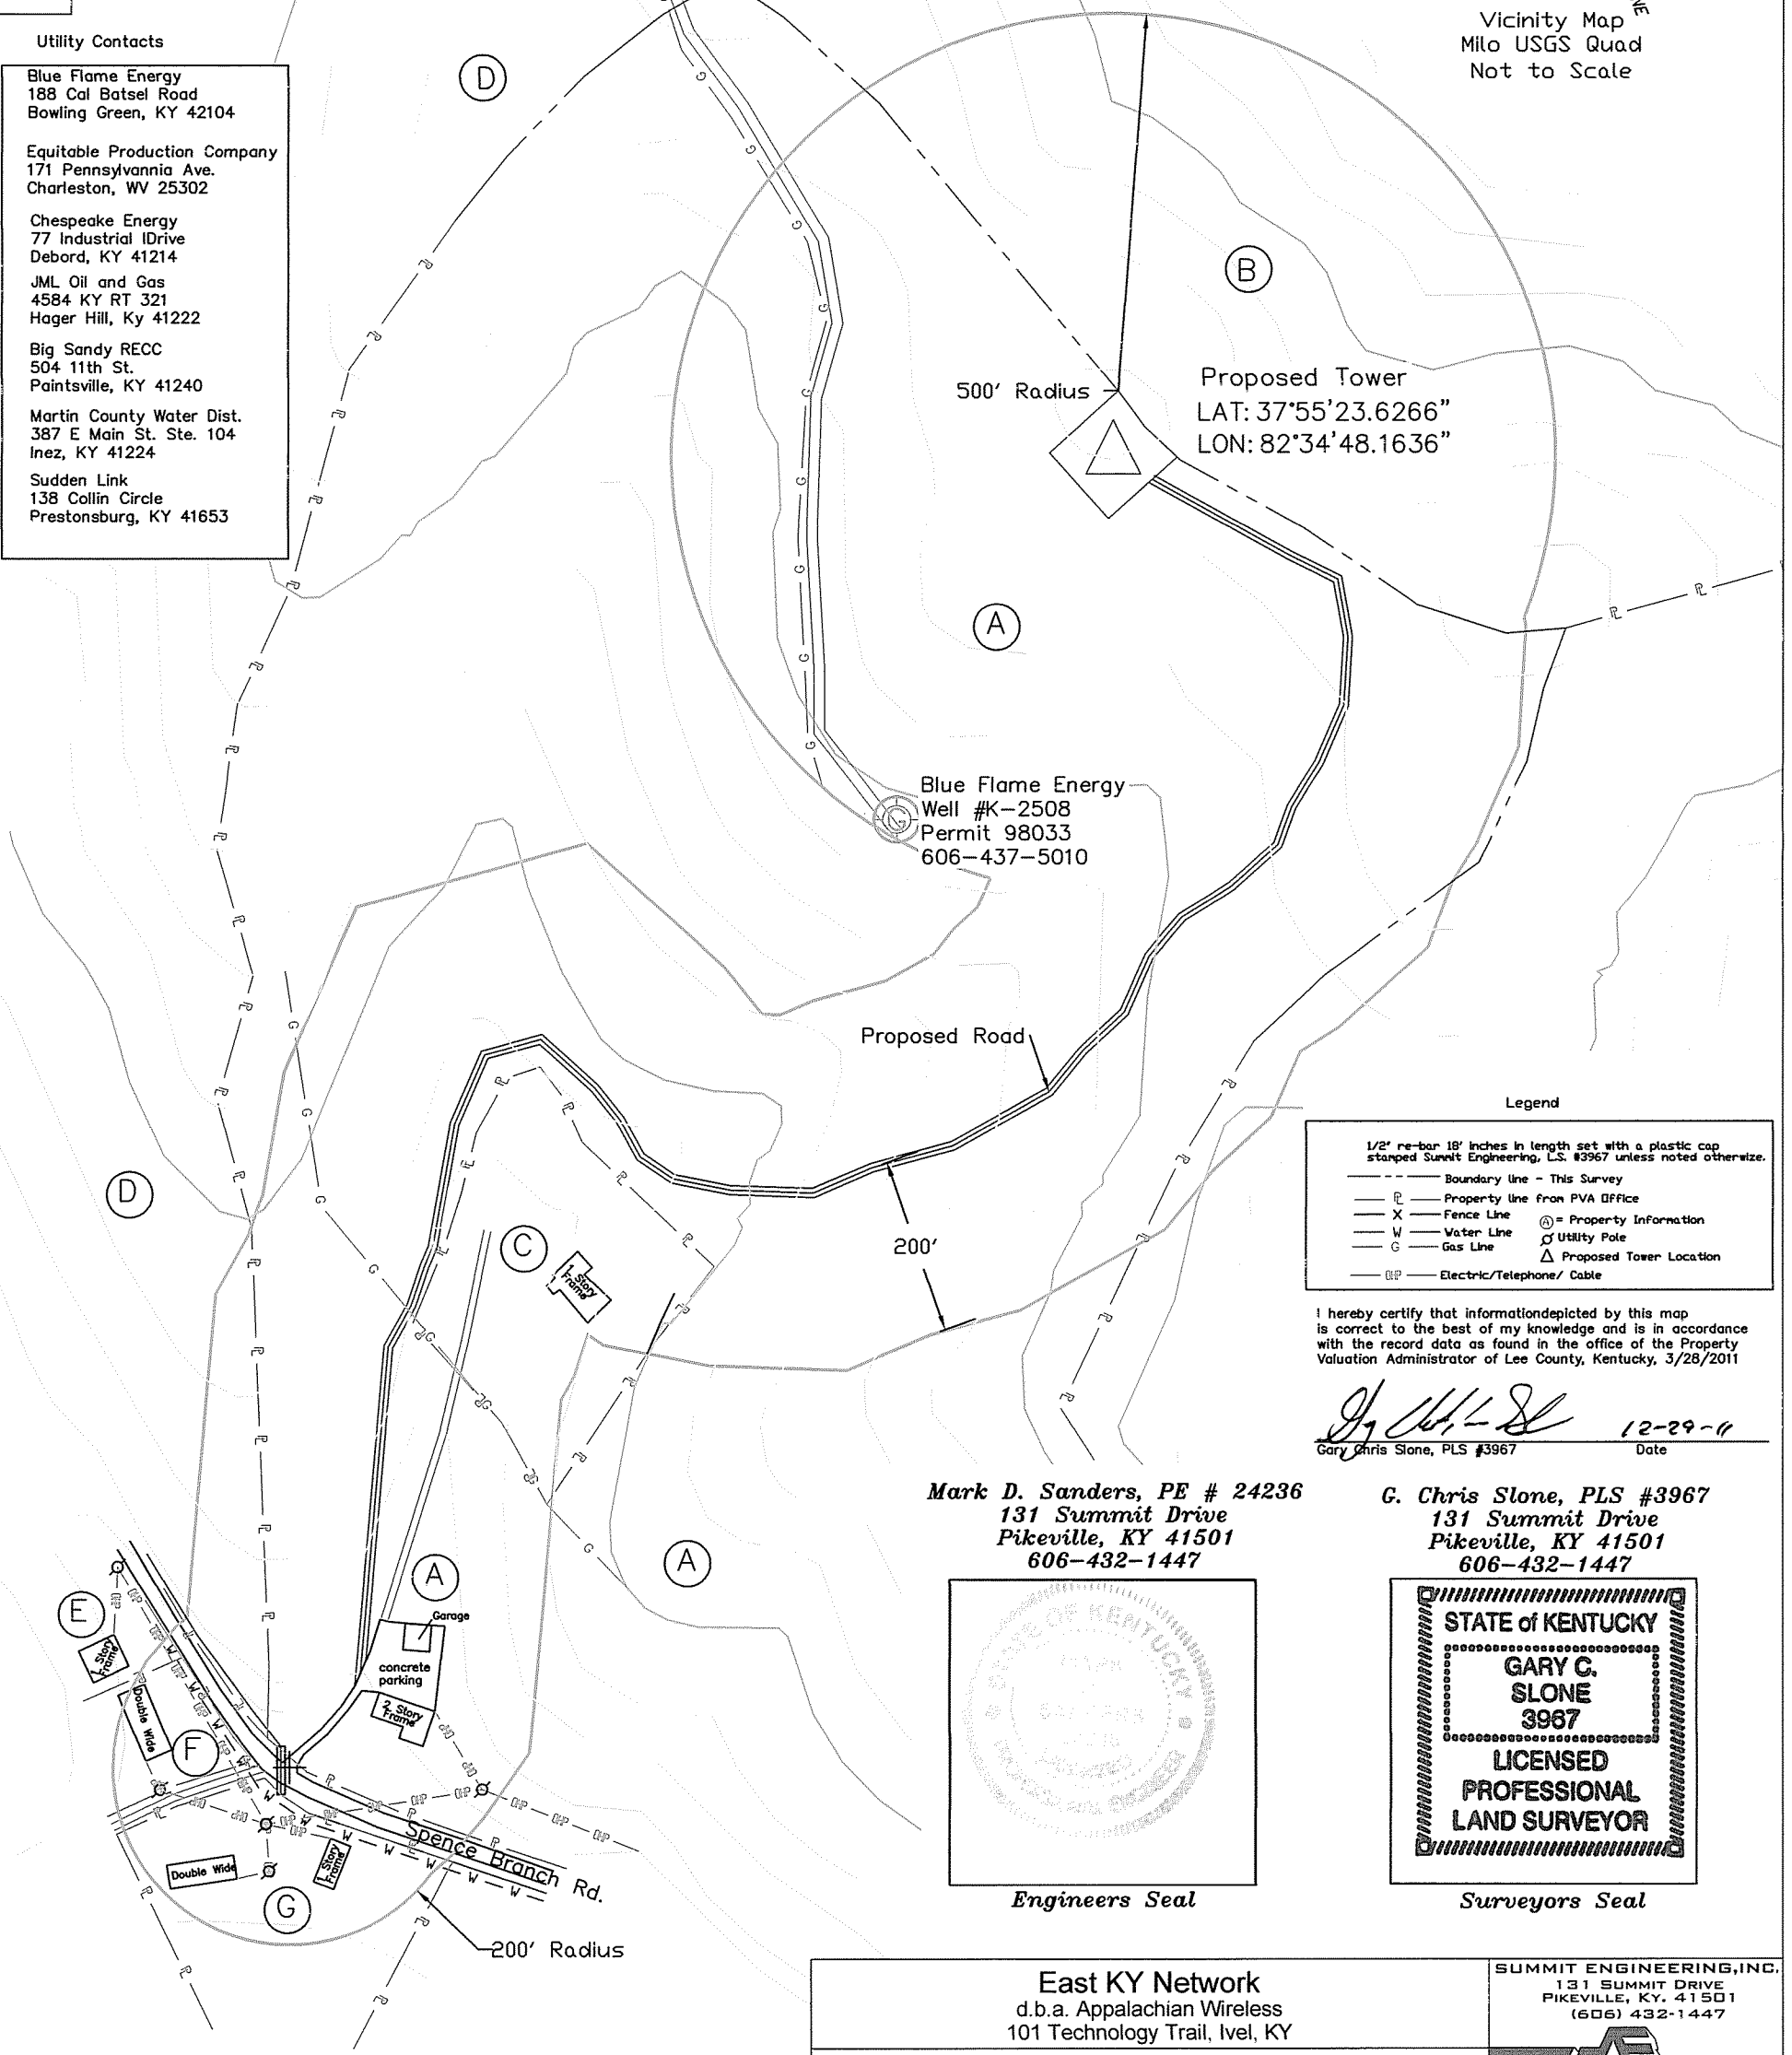 Utility Contacts
Blue Flame Energy
188 Cal Batsel Road
Bowling Green, KY 42104
Equitable Production Company
171 Pennsylvannia Ave.
Charleston, WV 25302
Chespeake Energy
77 Industrial IDrive
Debord, KY 41214
JML Oil and Gas
4584 KY RT 321
Hager Hill, Ky 41222
Big Sandy RECC
504 11th St.
Paintsville, KY 41240
Martin County Water Dist.
387 E Main St. Ste. 104
Inez, KY 41224
Sudden Link
138 Collin Circle
Prestonsburg, KY 41653
Vicinity Map
Milo USGS Quad
Not to Scale
D
B
500' Radius
Proposed Tower
LAT: 37°55'23.6266"
LON: 82°34'48.1636"
A
Blue Flame Energy
Well #K-2508
Permit 98033
606-437-5010
G
Proposed Road
D
C
1 Story
Frame
200'
Legend
1/2" re-bar 18" inches in length set with a plastic cap
stamped Summit Engineering, L.S. #3967 unless noted otherwize.
Boundary line - This Survey
Property line from PVA Office
X Fence Line
Ⓐ = Property Information
W Water Line
Utility Pole
G Gas Line
Proposed Tower Location
OHP Electric/Telephone/ Cable
I hereby certify that informationdepicted by this map
is correct to the best of my knowledge and is in accordance
with the record data as found in the office of the Property
Valuation Administrator of Lee County, Kentucky, 3/28/2011
12-29-11
Gary Chris Slone, PLS #3967
Date
Mark D. Sanders, PE # 24236
131 Summit Drive
Pikeville, KY 41501
606-432-1447
G. Chris Slone, PLS #3967
131 Summit Drive
Pikeville, KY 41501
606-432-1447
STATE OF KENTUCKY
Engineers Seal
STATE of KENTUCKY
GARY C.
SLONE
3967
LICENSED
PROFESSIONAL
LAND SURVEYOR
Surveyors Seal
A
A
E
Garage
concrete
parking
2 Story
Frame
1 Story
Frame
Double Wide
F
Spence Branch Rd.
Double Wide
1 Story
Frame
G
200' Radius
East KY Network
d.b.a. Appalachian Wireless
101 Technology Trail, Ivel, KY
SUMMIT ENGINEERING,INC.
131 SUMMIT DRIVE
PIKEVILLE, KY. 41501
(606) 432-1447